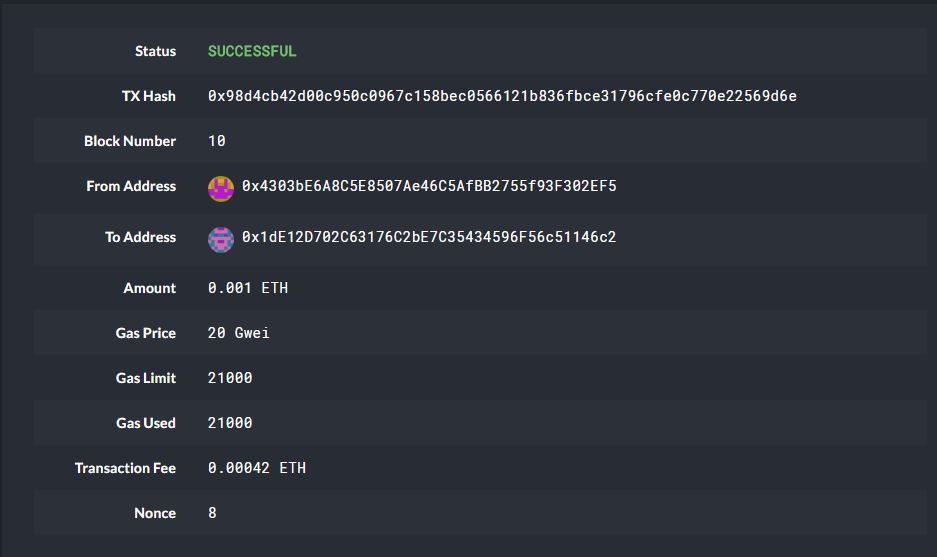 Status SUCCESSFUL
TX Hash 0x98d4cb42d00c950c0967c158bec0566121b836fbce31796cfe0c770e22569d6e
Block Number 10
From Address 0x4303bE6A8C5E8507Ae46C5AfBB2755f93F302EF5
To Address 0x1dE12D702C63176C2bE7C35434596F56c51146c2
Amount 0.001 ETH
Gas Price 20 Gwei
Gas Limit 21000
Gas Used 21000
Transaction Fee 0.00042 ETH
Nonce 8